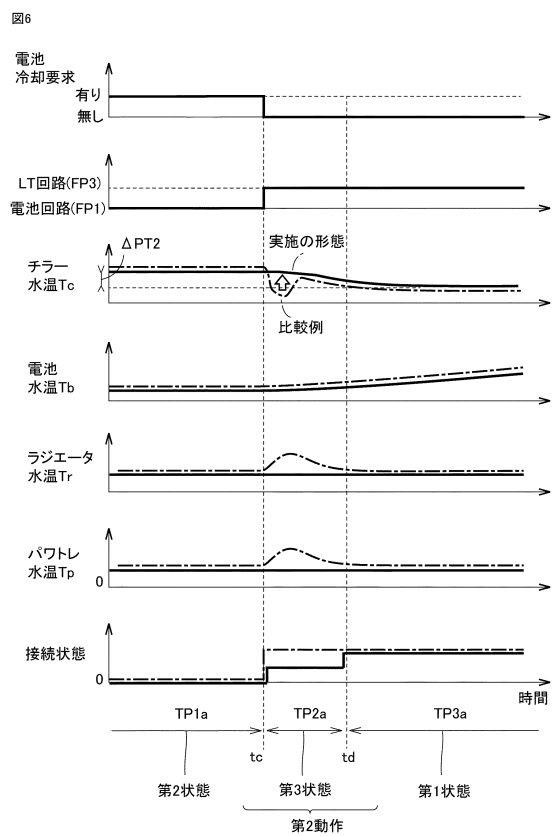 図6
電池
冷却要求
有り
無し
LT回路(FP3)
電池回路(FP1)
ΔPT2
実施の形態
チラー
水温Tc
比較例
電池
水温Tb
ラジエータ
水温Tr
パワトレ
水温Tp
0
接続状態
0
時間
TP1a TP2a TP3a
tc td
第2状態 第3状態 第1状態
第2動作